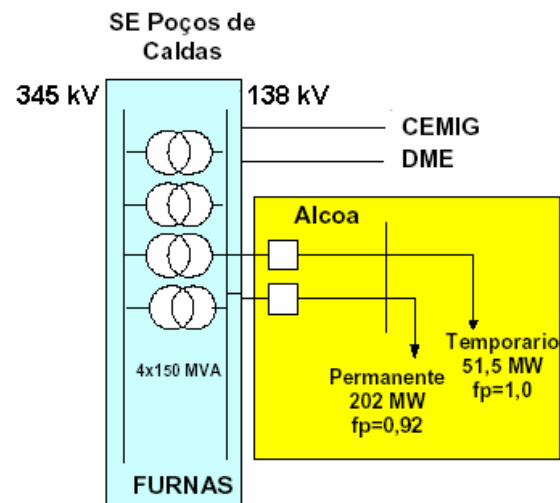 SE Poços de
Caldas
345 kV
138 kV
CEMIG
DME
Alcoa
Temporario
51,5 MW
fp=1,0
Permanente
202 MW
fp=0,92
4x150 MVA
FURNAS